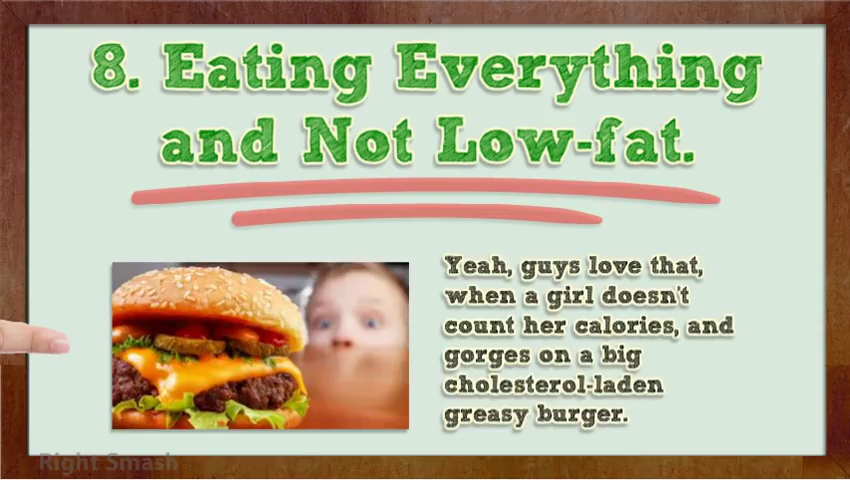 8. Eating Everything
and Not Low-fat.
Yeah, guys love that,
when a girl doesn't
count her calories, and
gorges on a big
cholesterol-laden
greasy burger.
Right Smash